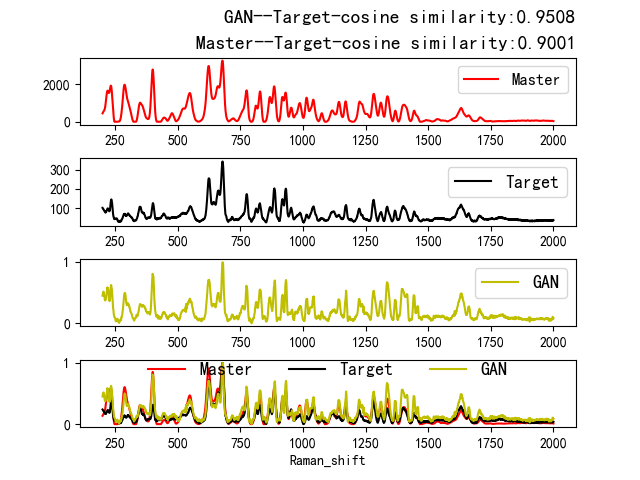 GAN--Target-cosine similarity:0.9508
Master--Target-cosine similarity:0.9001
2000
0
Master
250 500 750 1000 1250 1500 1750 2000
300
200
100
Target
250 500 750 1000 1250 1500 1750 2000
1
0
GAN
250 500 750 1000 1250 1500 1750 2000
1
0
Master Target GAN
250 500 750 1000 1250 1500 1750 2000
Raman_shift